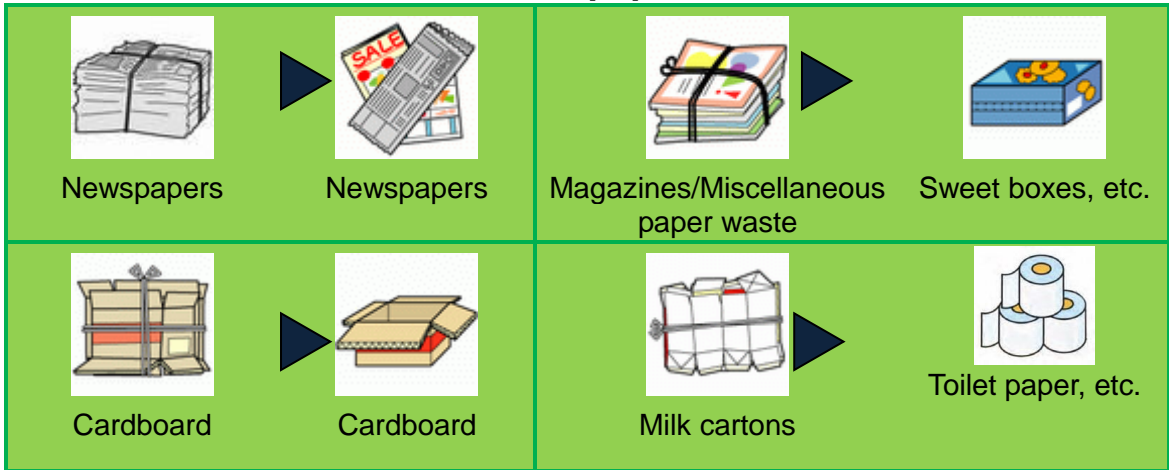 SALE
Newspapers
Newspapers
Magazines/Miscellaneous
paper waste
Sweet boxes, etc.
Cardboard
Cardboard
Milk cartons
Toilet paper, etc.